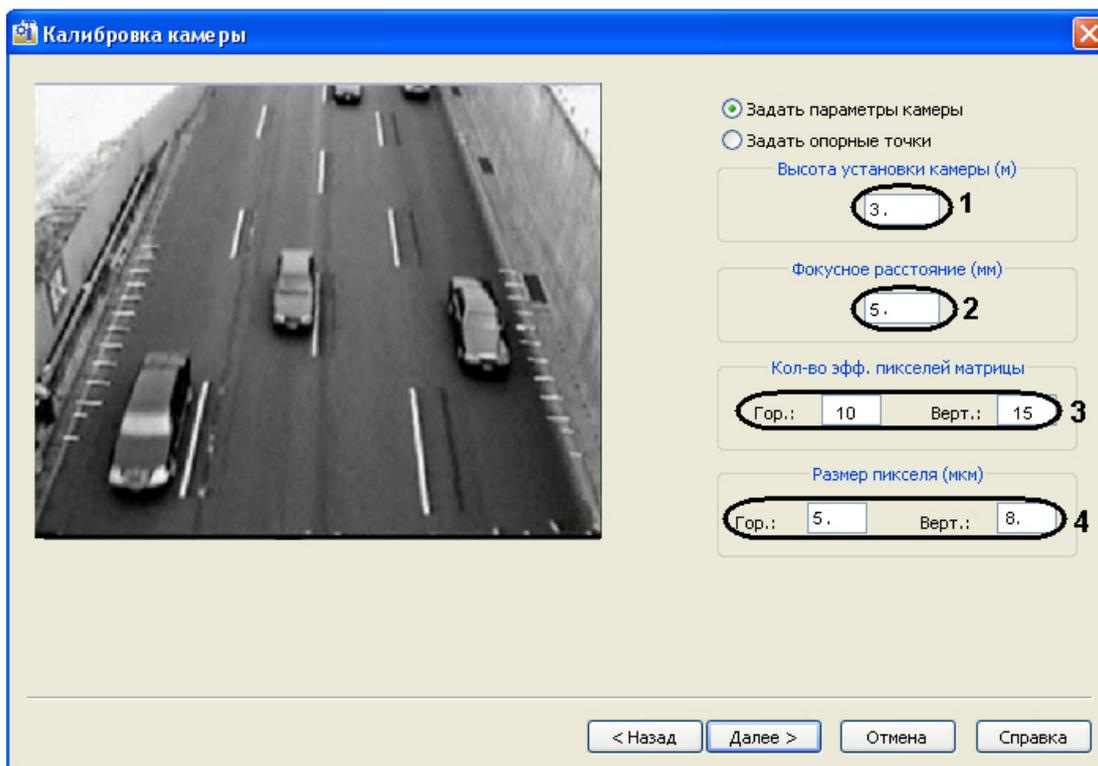 Калибровка камеры
Задать параметры камеры
Задать опорные точки
Высота установки камеры (м)
3. 1
Фокусное расстояние (мм)
5. 2
Кол-во эфф. пикселей матрицы
Гор.: 10 Верт.: 15 3
Размер пикселя (мкм)
Гор.: 5. Верт.: 8. 4
< Назад Далее > Отмена Справка